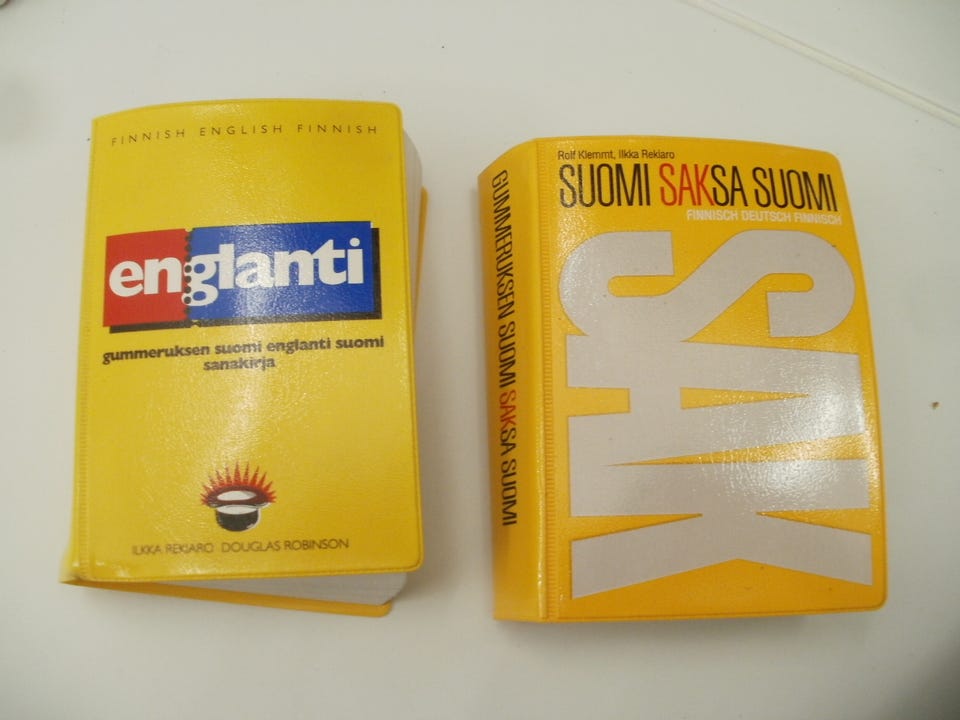 FINNISH ENGLISH FINNISH
englanti
gummeruksen suomi englanti suomi
sanakirja
ILKKA REKIARO DOUGLAS ROBINSON
GUMMERUKSEN SUOMI SAKSA SUOMI
Rolf Klemmt, Ilkka Rekiaro
SUOMI SAKSA SUOMI
FINNISCH DEUTSCH FINNISCH
SAK